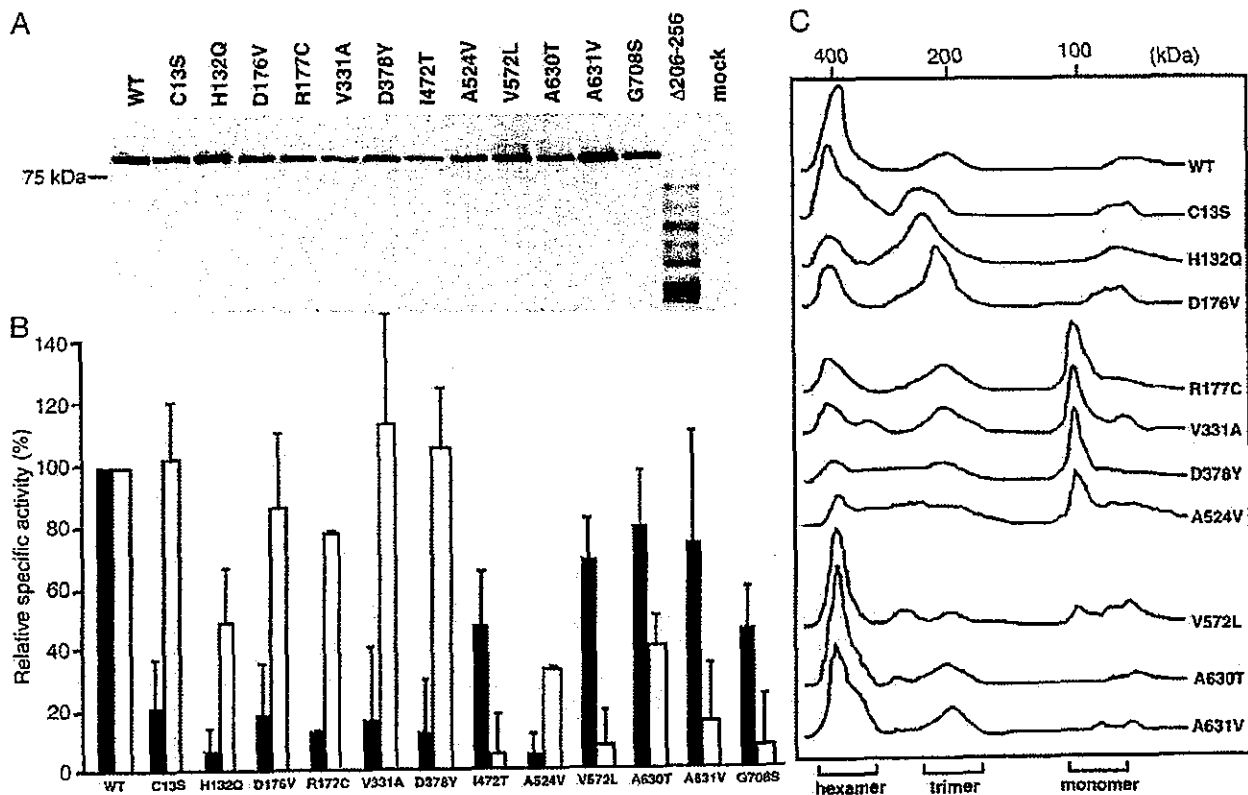 A
WT
C13S
H132Q
D176V
R177C
V331A
D378Y
I472T
A524V
V572L
A630T
A631V
G708S
Δ206-256
mock
75 kDa
B
Relative specific activity (%)
140
120
100
80
60
40
20
0
WT
C13S
H132Q
D176V
R177C
V331A
D378Y
I472T
A524V
V572L
A630T
A631V
G708S
C
400 200 100 (kDa)
WT
C13S
H132Q
D176V
R177C
V331A
D378Y
A524V
V572L
A630T
A631V
hexamer trimer monomer